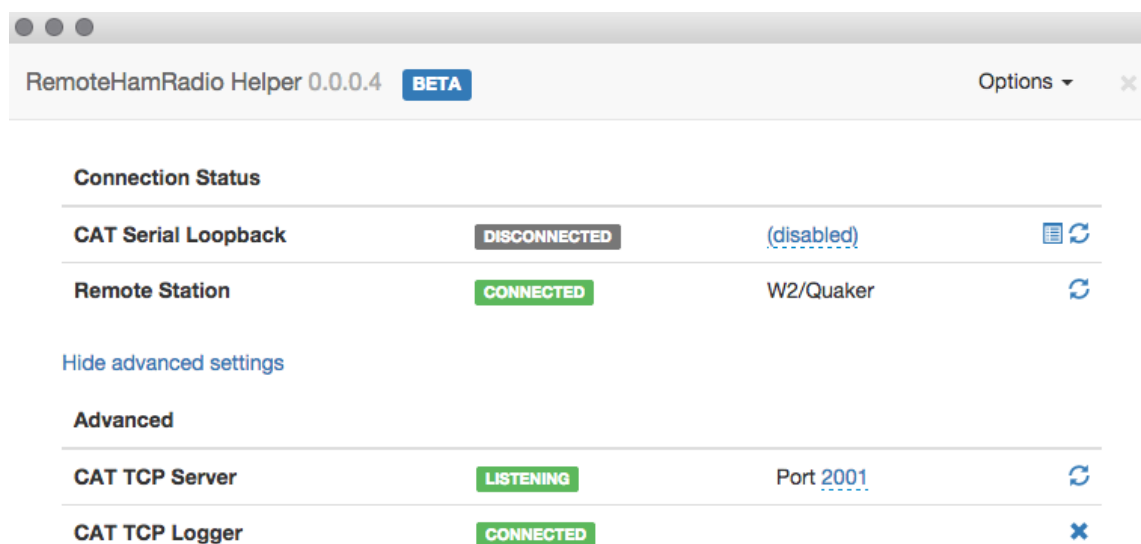 RemoteHamRadio Helper 0.0.0.4 BETA Options
Connection Status
CAT Serial Loopback DISCONNECTED (disabled)
Remote Station CONNECTED W2/Quaker
Hide advanced settings
Advanced
CAT TCP Server LISTENING Port 2001
CAT TCP Logger CONNECTED